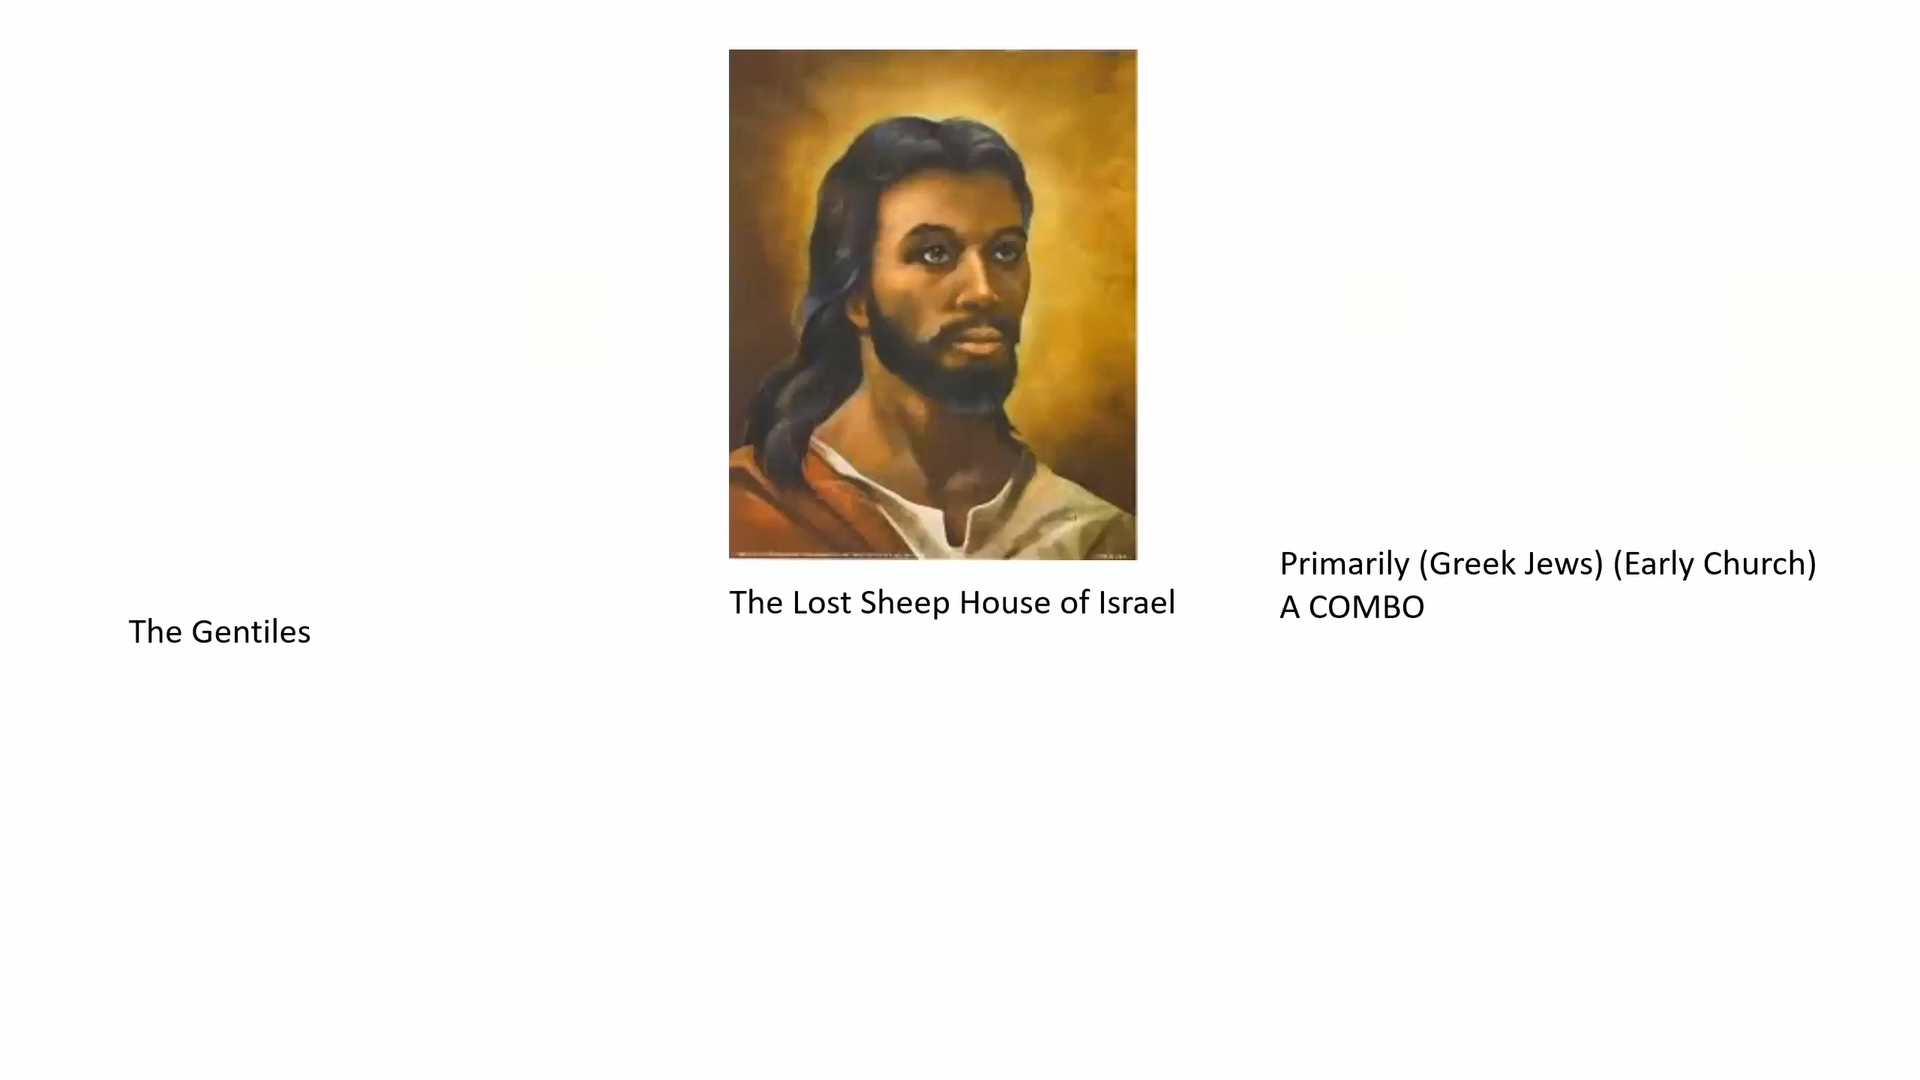 The Gentiles
The Lost Sheep House of Israel
Primarily (Greek Jews) (Early Church)
A COMBO